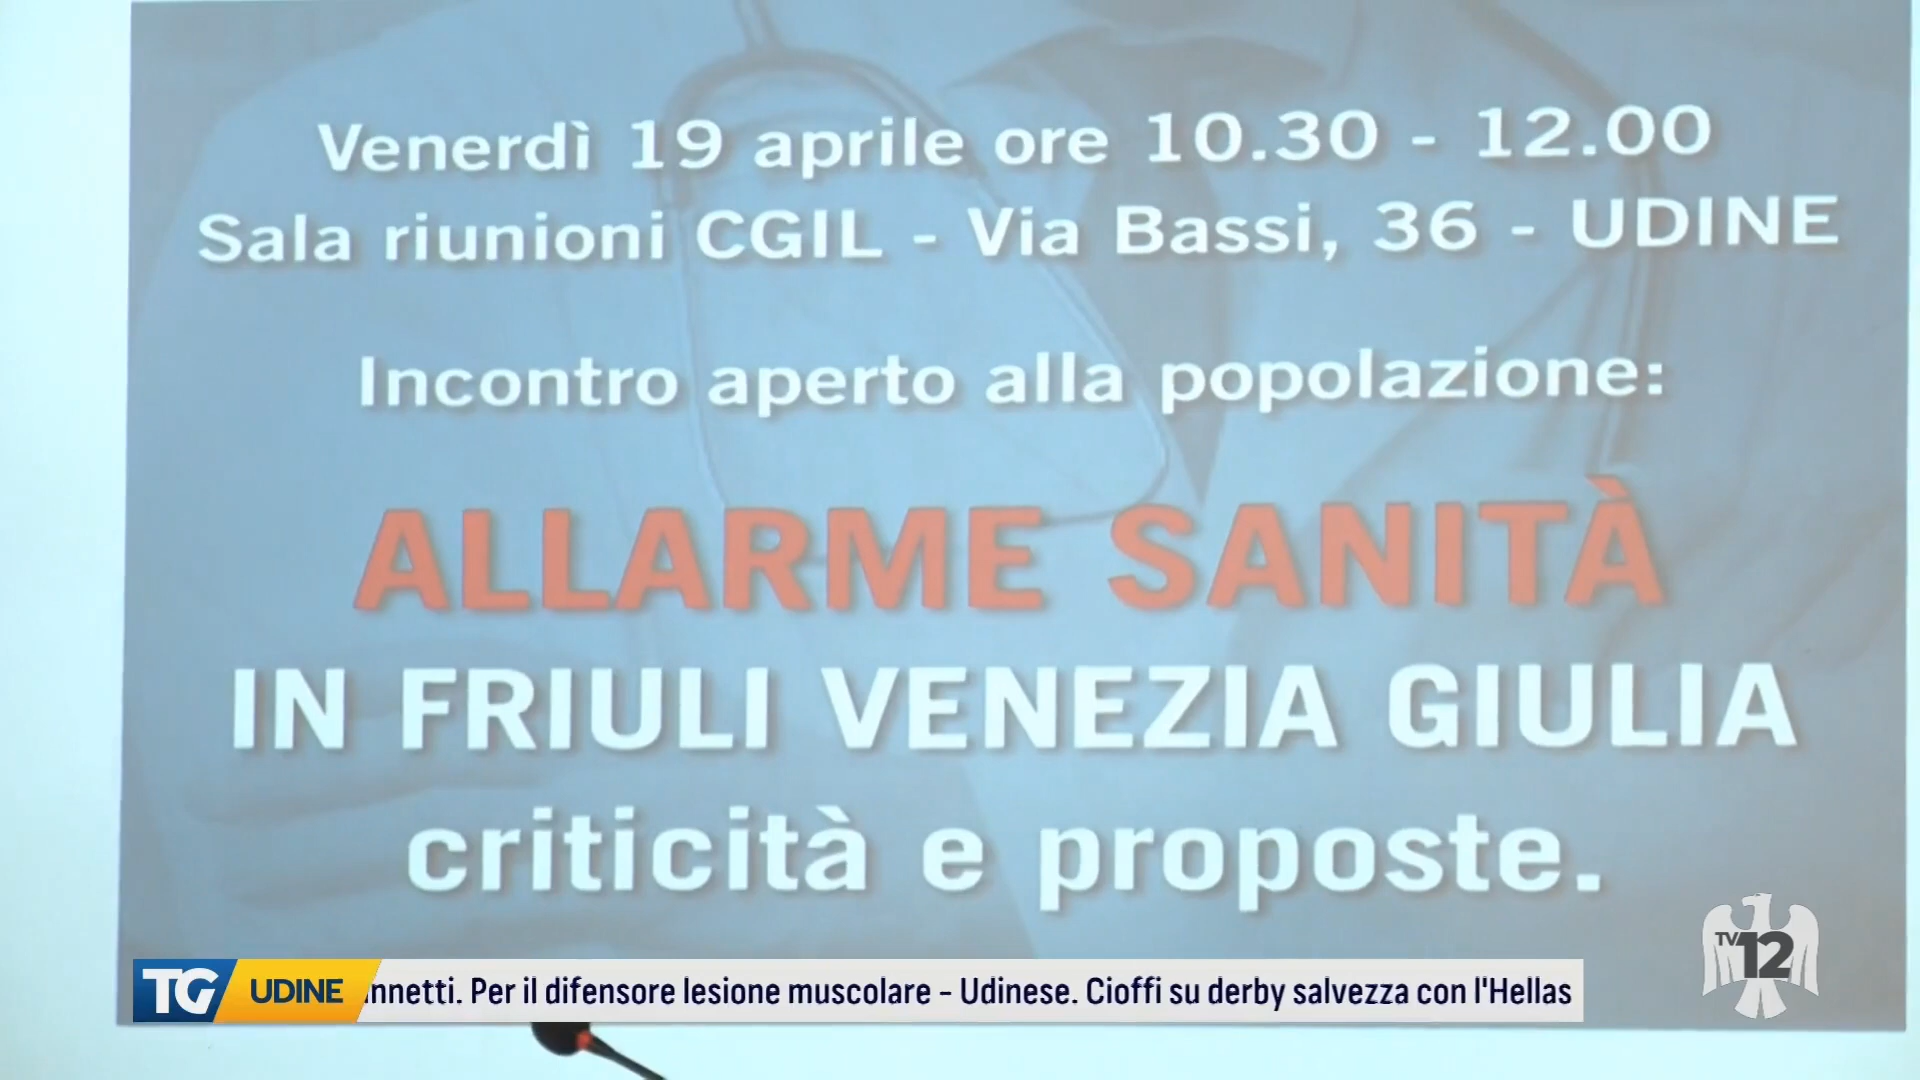 Venerdì 19 aprile ore 10.30 - 12.00
Sala riunioni CGIL - Via Bassi, 36 - UDINE
Incontro aperto alla popolazione:
ALLARME SANITÀ
IN FRIULI VENEZIA GIULIA
criticità e proposte.
TV12
TG UDINE
. Per il difensore lesione muscolare - Udinese. Cioffi su derby salvezza con l'Hellas